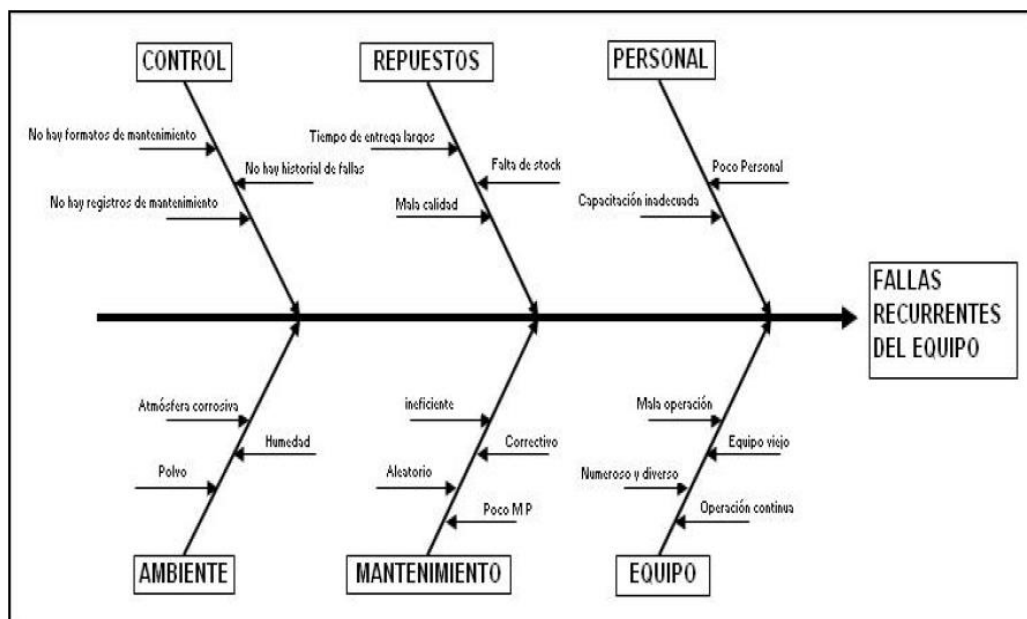 CONTROL
REPUESTOS
PERSONAL
No hay formatos de mantenimiento
No hay historial de fallas
No hay registros de mantenimiento
Tiempo de entrega largos
Falta de stock
Mala calidad
Poco Personal
Capacitación inadecuada
FALLAS
RECURRENTES
DEL EQUIPO
Atmósfera corrosiva
Humedad
Polvo
ineficiente
Correctivo
Aleatorio
Poco M P
Mala operación
Equipo viejo
Numeroso y diverso
Operación continua
AMBIENTE
MANTENIMIENTO
EQUIPO